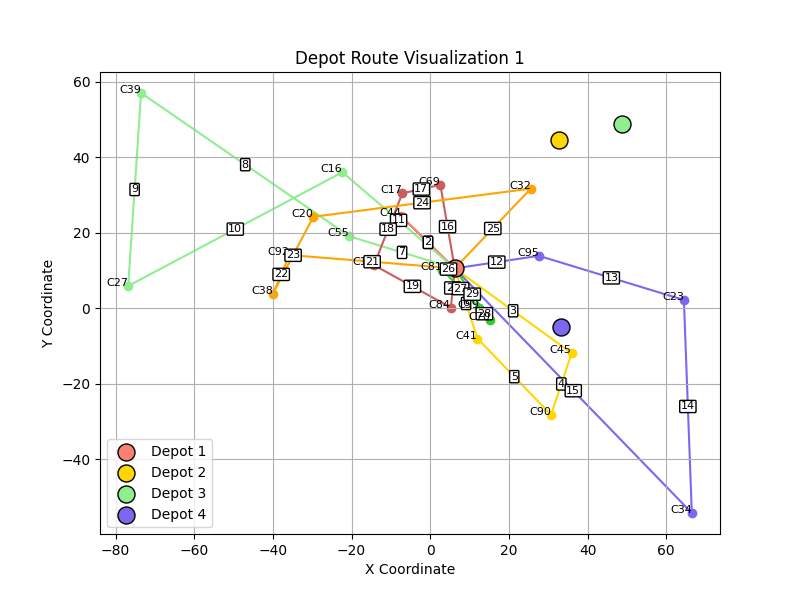 Depot Route Visualization 1
60
40
20
0
−20
−40
Y Coordinate
−80
−60
−40
−20
0
20
40
60
X Coordinate
C39
8
9
C16
C17
17
C69
C32
10
C20
24
11
18
16
25
C55
2
C27
7
23
21
C81
26
12
C95
22
19
27
29
13
C38
C84
3
C23
28
C41
C45
5
4
15
14
C90
C34
Depot 1
Depot 2
Depot 3
Depot 4